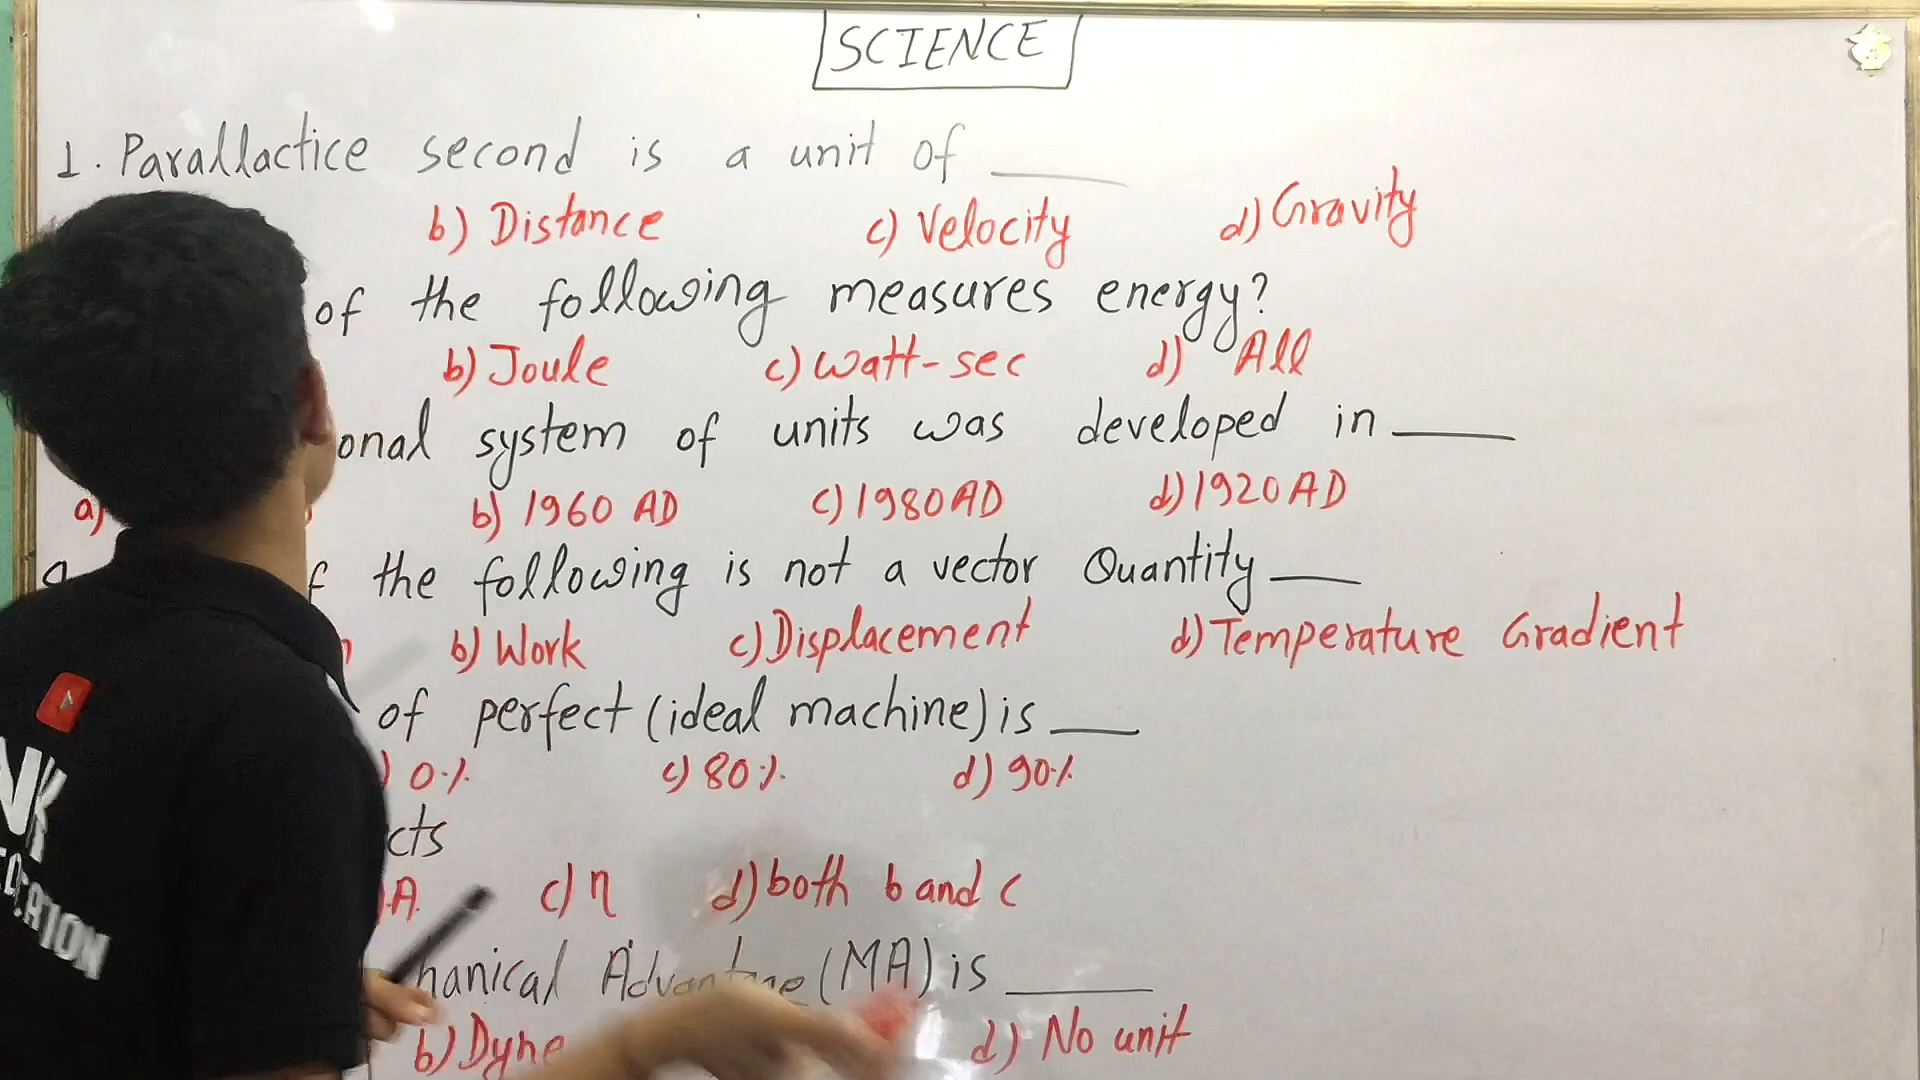 SCIENCE
1. Parallactice second is a unit of ____
b) Distance c) Velocity d) Gravity
of the following measures energy?
b) Joule c) Watt-sec d) All
onal system of units was developed in ____
a) b) 1960 AD c) 1980 AD d) 1920 AD
f the following is not a vector Quantity ____
b) Work c) Displacement d) Temperature Gradient
of perfect (ideal machine) is ____
) 0% c) 80% d) 90%
cts
.A. c) η d) both b and c
hanical Advantage (MA) is ____
b) Dyne d) No unit